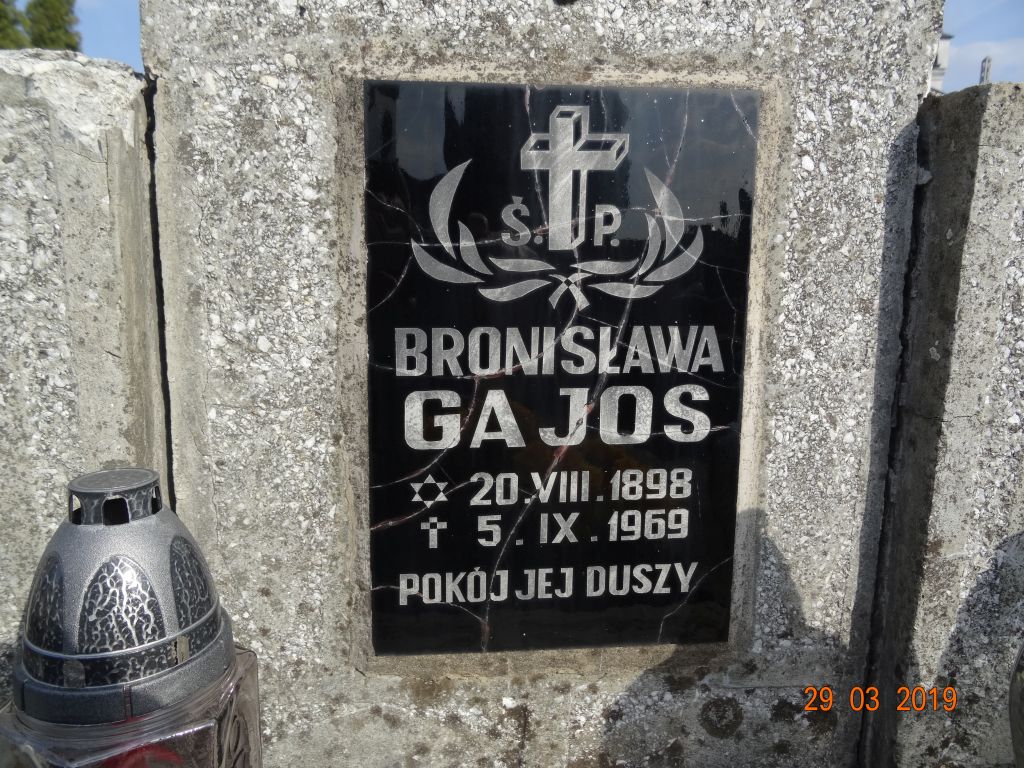 Ś. P.
BRONISŁAWA
GAJOS
✡ 20.VIII.1898
✝ 5.IX.1969
POKÓJ JEJ DUSZY
29 03 2019